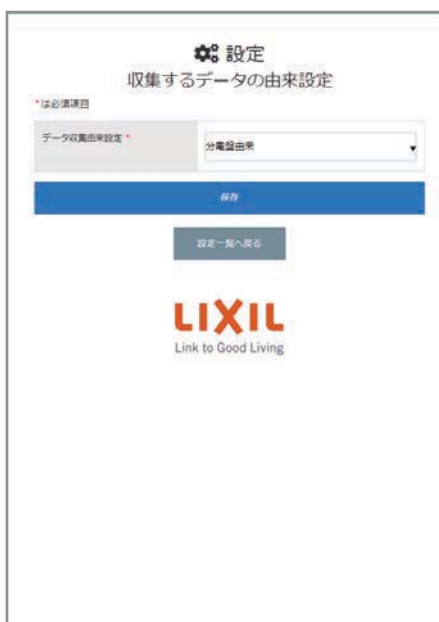 設定
収集するデータの由来設定
*は必須項目
データ収集由来設定 *
分電盤由来
保存
設定一覧へ戻る
LIXIL
Link to Good Living